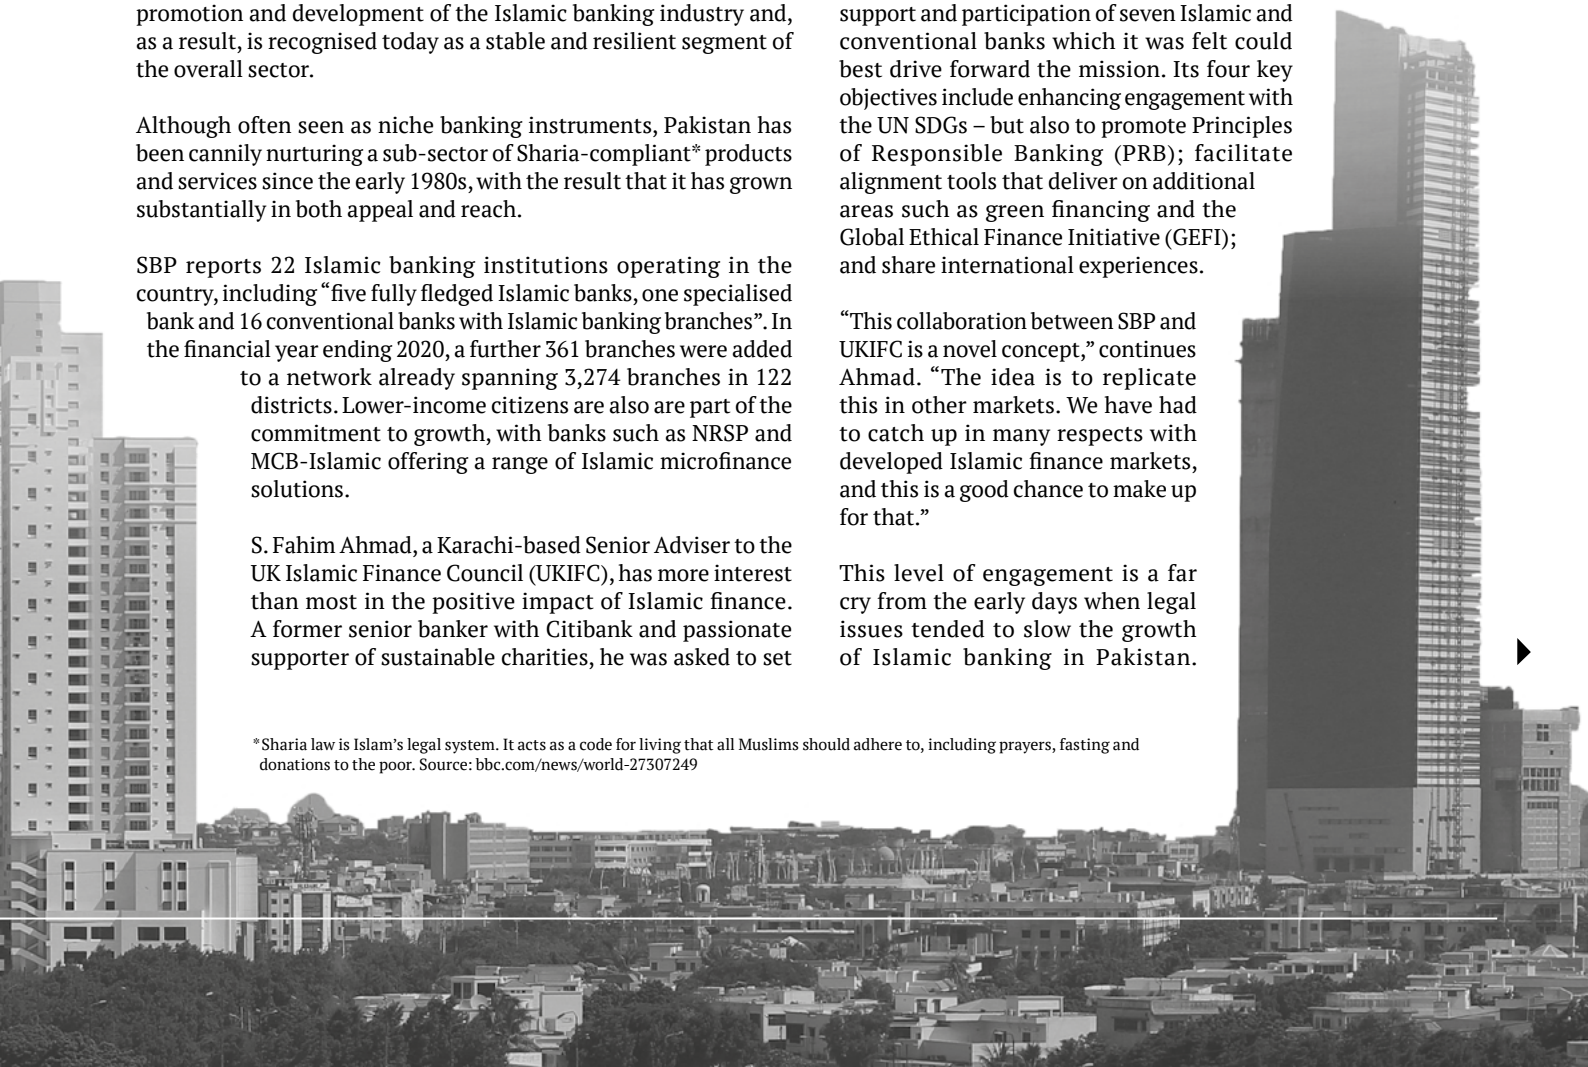 promotion and development of the Islamic banking industry and,
as a result, is recognised today as a stable and resilient segment of
the overall sector.
Although often seen as niche banking instruments, Pakistan has
been cannily nurturing a sub-sector of Sharia-compliant* products
and services since the early 1980s, with the result that it has grown
substantially in both appeal and reach.
SBP reports 22 Islamic banking institutions operating in the
country, including “five fully fledged Islamic banks, one specialised
bank and 16 conventional banks with Islamic banking branches”. In
the financial year ending 2020, a further 361 branches were added
to a network already spanning 3,274 branches in 122
districts. Lower-income citizens are also are part of the
commitment to growth, with banks such as NRSP and
MCB-Islamic offering a range of Islamic microfinance
solutions.
S. Fahim Ahmad, a Karachi-based Senior Adviser to the
UK Islamic Finance Council (UKIFC), has more interest
than most in the positive impact of Islamic finance.
A former senior banker with Citibank and passionate
supporter of sustainable charities, he was asked to set
support and participation of seven Islamic and
conventional banks which it was felt could
best drive forward the mission. Its four key
objectives include enhancing engagement with
the UN SDGs – but also to promote Principles
of Responsible Banking (PRB); facilitate
alignment tools that deliver on additional
areas such as green financing and the
Global Ethical Finance Initiative (GEFI);
and share international experiences.
“This collaboration between SBP and
UKIFC is a novel concept,” continues
Ahmad. “The idea is to replicate
this in other markets. We have had
to catch up in many respects with
developed Islamic finance markets,
and this is a good chance to make up
for that.”
This level of engagement is a far
cry from the early days when legal
issues tended to slow the growth
of Islamic banking in Pakistan.
*Sharia law is Islam’s legal system. It acts as a code for living that all Muslims should adhere to, including prayers, fasting and
donations to the poor. Source: bbc.com/news/world-27307249